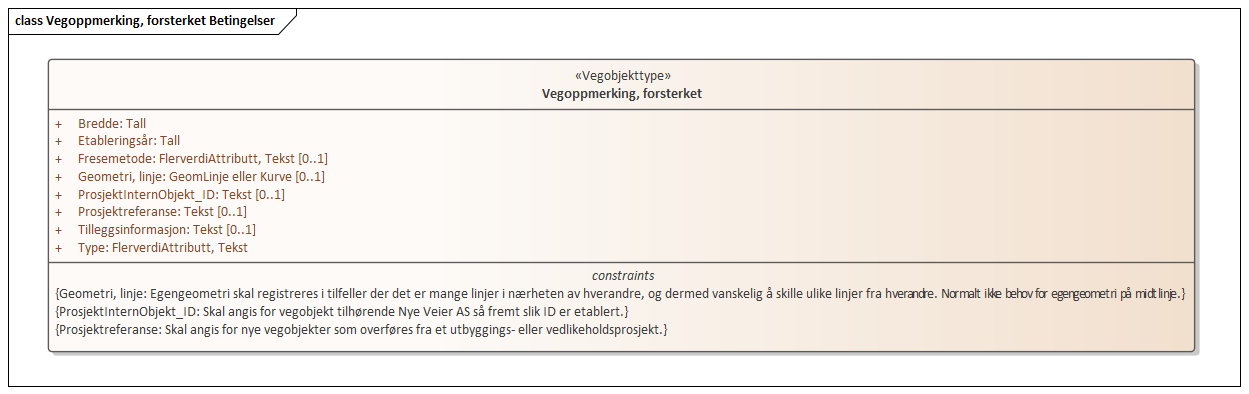 class Vegoppmerking, forsterket Betingelser
«Vegobjekttype»
Vegoppmerking, forsterket
+ Bredde: Tall
+ Etableringsår: Tall
+ Fresemetode: FlerverdiAttributt, Tekst [0..1]
+ Geometri, linje: GeomLinje eller Kurve [0..1]
+ ProsjektInternObjekt_ID: Tekst [0..1]
+ Prosjektreferanse: Tekst [0..1]
+ Tilleggsinformasjon: Tekst [0..1]
+ Type: FlerverdiAttributt, Tekst
constraints
{Geometri, linje: Egengeometri skal registreres i tilfeller der det er mange linjer i nærheten av hverandre, og dermed vanskelig å skille ulike linjer fra hverandre. Normalt ikke behov for egengeometri på midtlinje.}
{ProsjektInternObjekt_ID: Skal angis for vegobjekt tilhørende Nye Veier AS så fremt slik ID er etablert.}
{Prosjektreferanse: Skal angis for nye vegobjekter som overføres fra et utbyggings- eller vedlikeholdsprosjekt.}